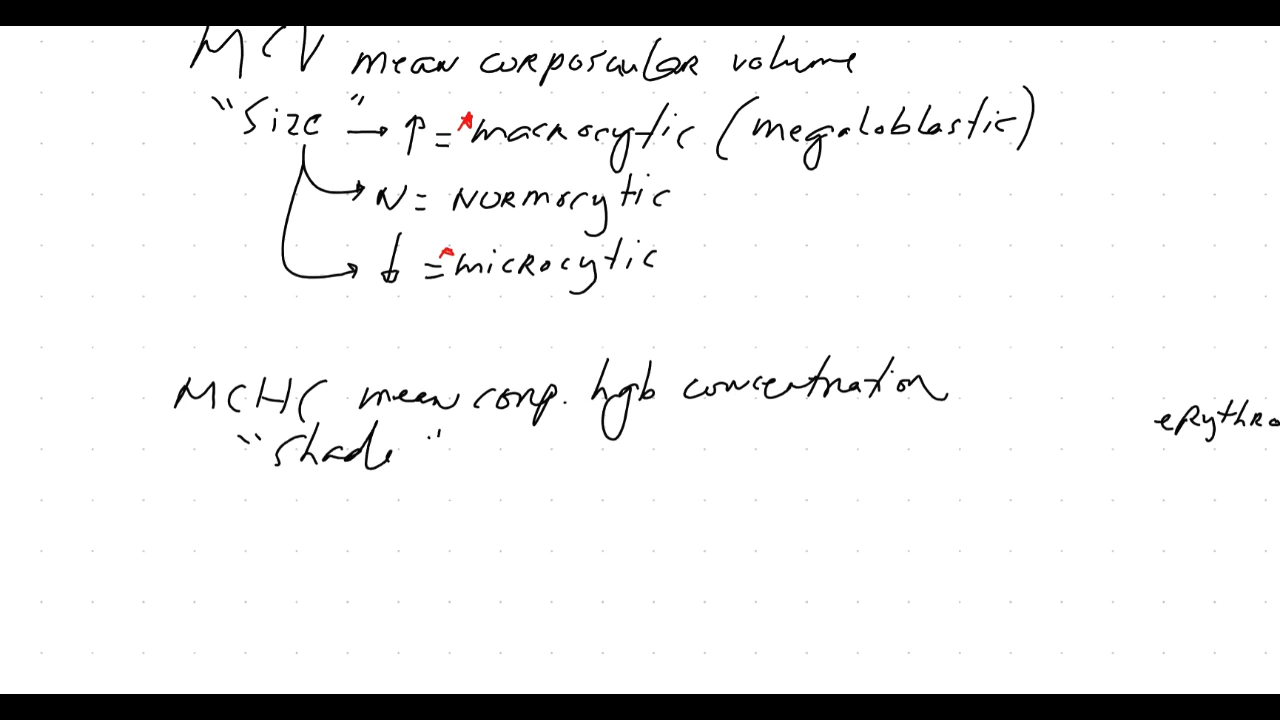 MCV mean corposcular volume
"Size" → ↑ = macrocytic (megaloblastic)
→ N = NORMOCYTIC
→ ↓ = microcytic
MCHC mean corp. hgb concentration
eRythRo
"shade"